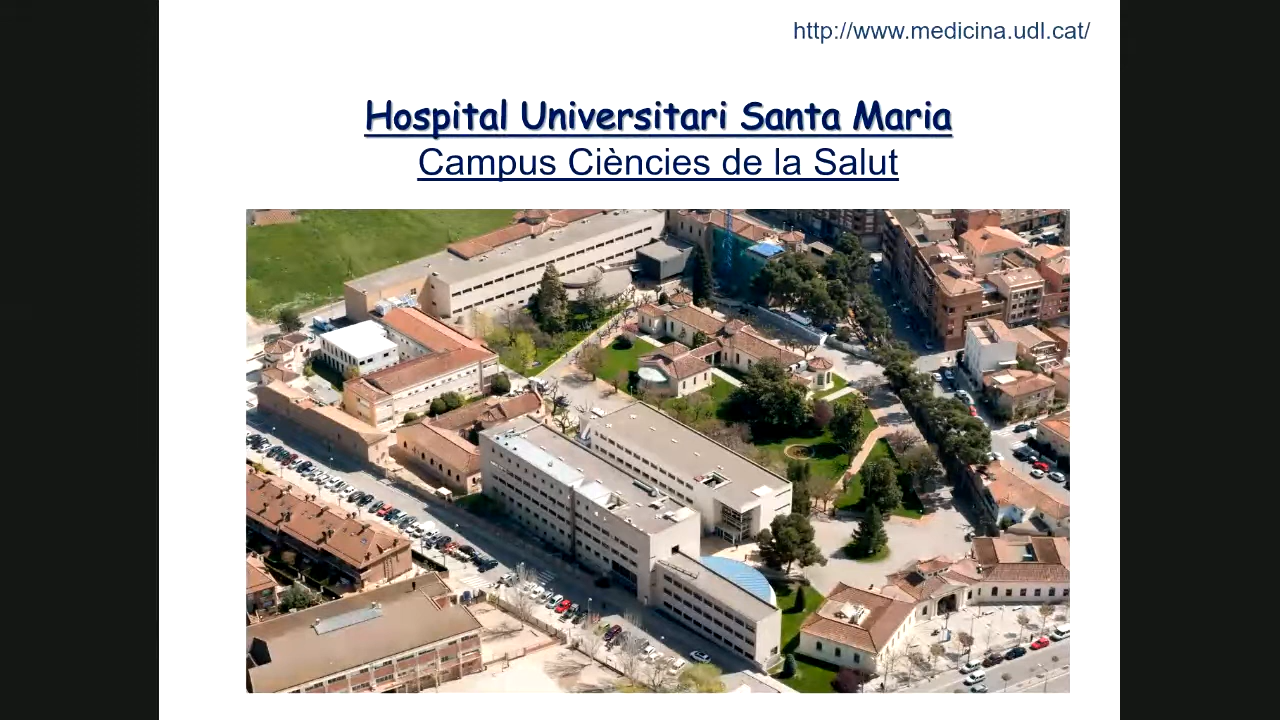 http://www.medicina.udl.cat/
Hospital Universitari Santa Maria
Campus Ciències de la Salut